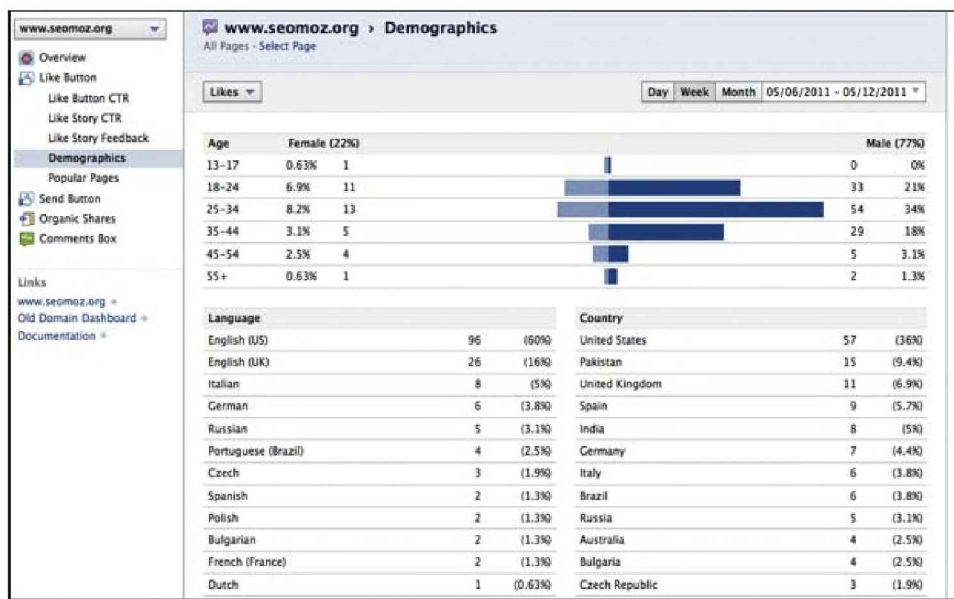 www.seomoz.org
Overview
Like Button
Like Button CTR
Like Story CTR
Like Story Feedback
Demographics
Popular Pages
Send Button
Organic Shares
Comments Box
Links
www.seomoz.org
Old Domain Dashboard
Documentation
www.seomoz.org › Demographics
All Pages - Select Page
Likes
Day Week Month 05/06/2011 - 05/12/2011
Age Female (22%) Male (77%)
13-17 0.63% 1 0 0%
18-24 6.9% 11 33 21%
25-34 8.2% 13 54 34%
35-44 3.1% 5 29 18%
45-54 2.5% 4 5 3.1%
55+ 0.63% 1 2 1.3%
Language
English (US) 96 (60%)
English (UK) 26 (16%)
Italian 8 (5%)
German 6 (3.8%)
Russian 5 (3.1%)
Portuguese (Brazil) 4 (2.5%)
Czech 3 (1.9%)
Spanish 2 (1.3%)
Polish 2 (1.3%)
Bulgarian 2 (1.3%)
French (France) 2 (1.3%)
Dutch 1 (0.63%)
Country
United States 57 (36%)
Pakistan 15 (9.4%)
United Kingdom 11 (6.9%)
Spain 9 (5.7%)
India 8 (5%)
Germany 7 (4.4%)
Italy 6 (3.8%)
Brazil 6 (3.8%)
Russia 5 (3.1%)
Australia 4 (2.5%)
Bulgaria 4 (2.5%)
Czech Republic 3 (1.9%)